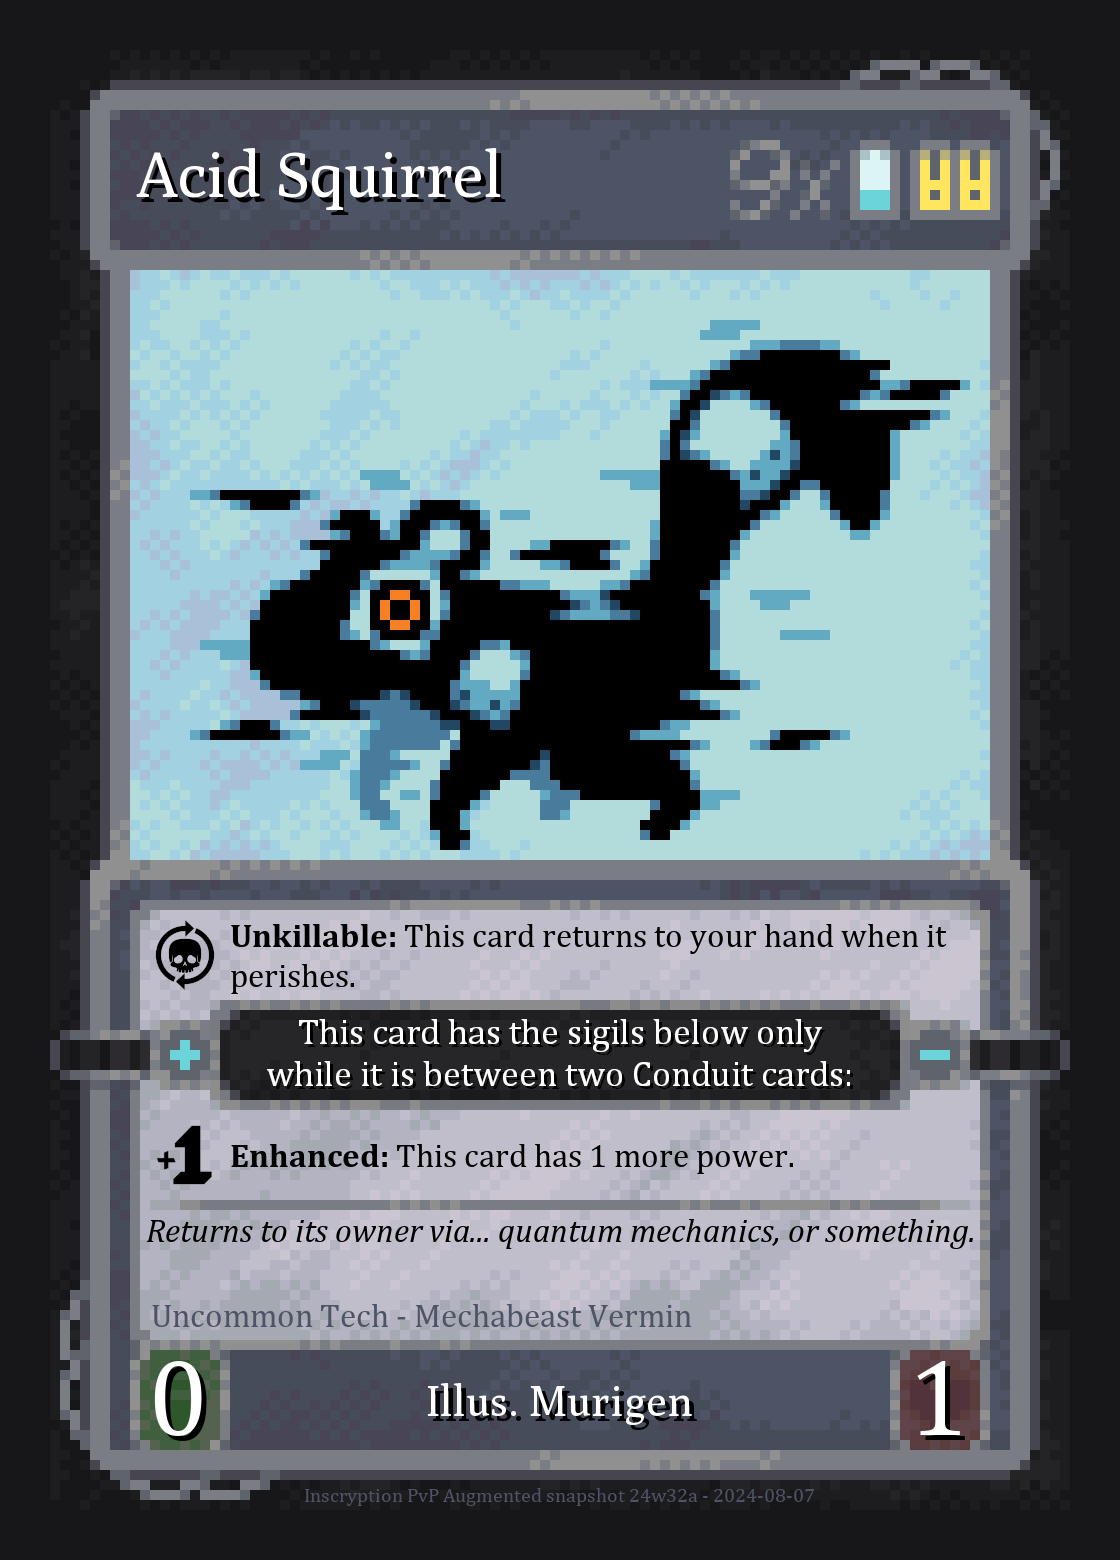 Acid Squirrel
9x
Unkillable: This card returns to your hand when it
perishes.
This card has the sigils below only
while it is between two Conduit cards:
+1
Enhanced: This card has 1 more power.
Returns to its owner via... quantum mechanics, or something.
Uncommon Tech - Mechabeast Vermin
0
Illus. Murigen
1
Inscryption PvP Augmented snapshot 24w32a - 2024-08-07